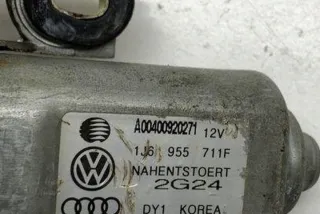 A00400920271 12V
1J6 955 711F
NAHENTSTOERT
2G24
DY1 KOREA